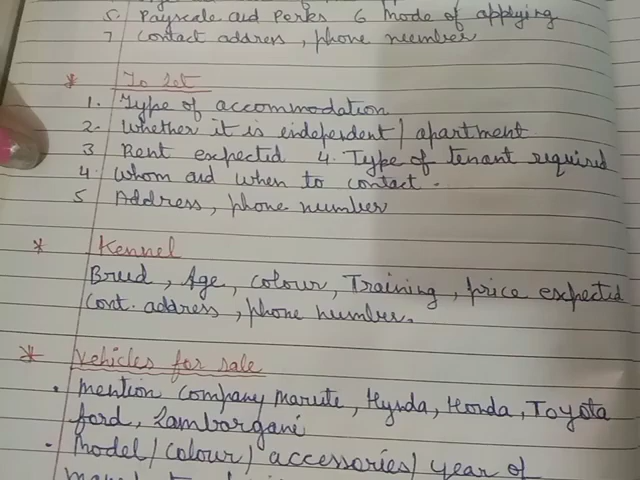 5. Payscale and Perks 6 Mode of applying
7 Contact address, phone number
* To Let
1. Type of accommodation
2. Whether it is independent / apartment
3 Rent expected 4. Type of tenant required
4. Whom and when to contact.
5 Address, phone number
* Kennel
Breed, Age, colour, Training, price expected
Cont. address, phone number.
* Vehicles for sale
• Mention company Marute, Hynda, Honda, Toyota
ford, Lambargani
• Model / Colour / accessories / year of